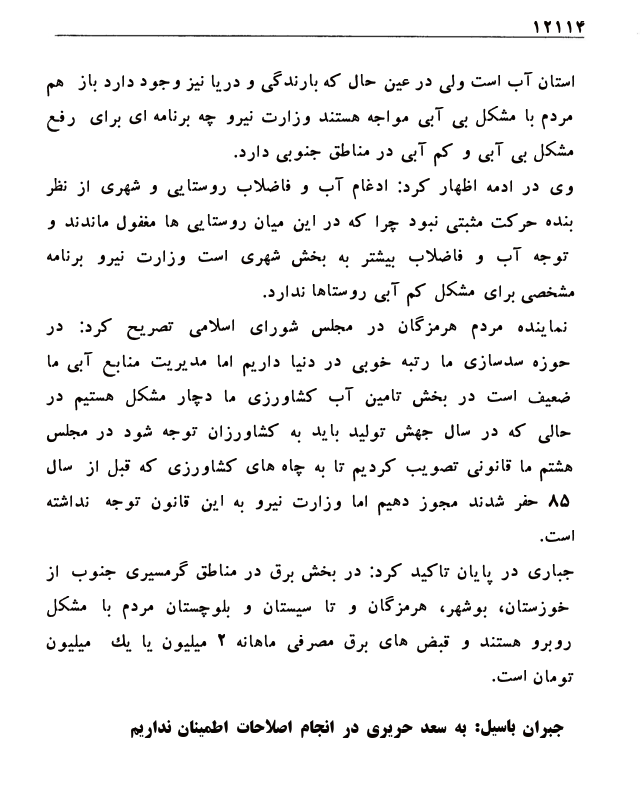 ۱۲۱۱۴
استان آب است ولی در عین حال که بارندگی و دریا نیز وجود دارد باز هم
مردم با مشکل بی آبی مواجه هستند وزارت نیرو چه برنامه ای برای رفع
مشکل بی آبی و کم آبی در مناطق جنوبی دارد.
وی در ادمه اظهار کرد: ادغام آب و فاضلاب روستایی و شهری از نظر
بنده حرکت مثبتی نبود چرا که در این میان روستایی ها مغفول ماندند و
توجه آب و فاضلاب بیشتر به بخش شهری است وزارت نیرو برنامه
مشخصی برای مشکل کم آبی روستاها ندارد.
نماینده مردم هرمزگان در مجلس شورای اسلامی تصریح کرد: در
حوزه سدسازی ما رتبه خوبی در دنیا داریم اما مدیریت منابع آبی ما
ضعیف است در بخش تامین آب کشاورزی ما دچار مشکل هستیم در
حالی که در سال جهش تولید باید به کشاورزان توجه شود در مجلس
هشتم ما قانونی تصویب کردیم تا به چاه های کشاورزی که قبل از سال
۸۵ حفر شدند مجوز دهیم اما وزارت نیرو به این قانون توجه نداشته
است.
جباری در پایان تاکید کرد: در بخش برق در مناطق گرمسیری جنوب از
خوزستان، بوشهر، هرمزگان و تا سیستان و بلوچستان مردم با مشکل
روبرو هستند و قبض های برق مصرفی ماهانه ۲ میلیون یا یك میلیون
تومان است.
جبران باسیل: به سعد حریری در انجام اصلاحات اطمینان نداریم